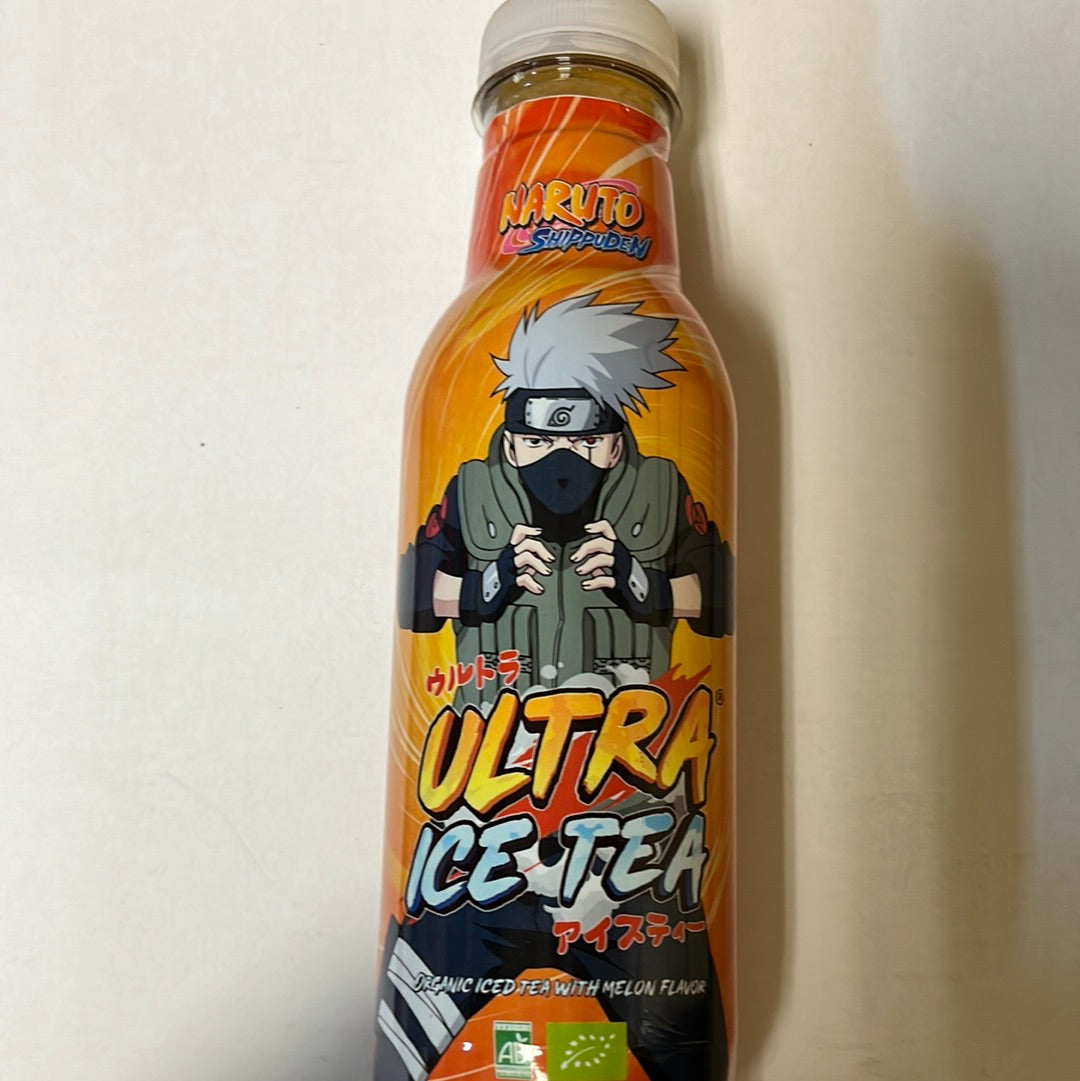 NARUTO
SHIPPUDEN
ウルトラ
ULTRA®
ICE TEA
アイスティー
ORGANIC ICED TEA WITH MELON FLAVOR
AB